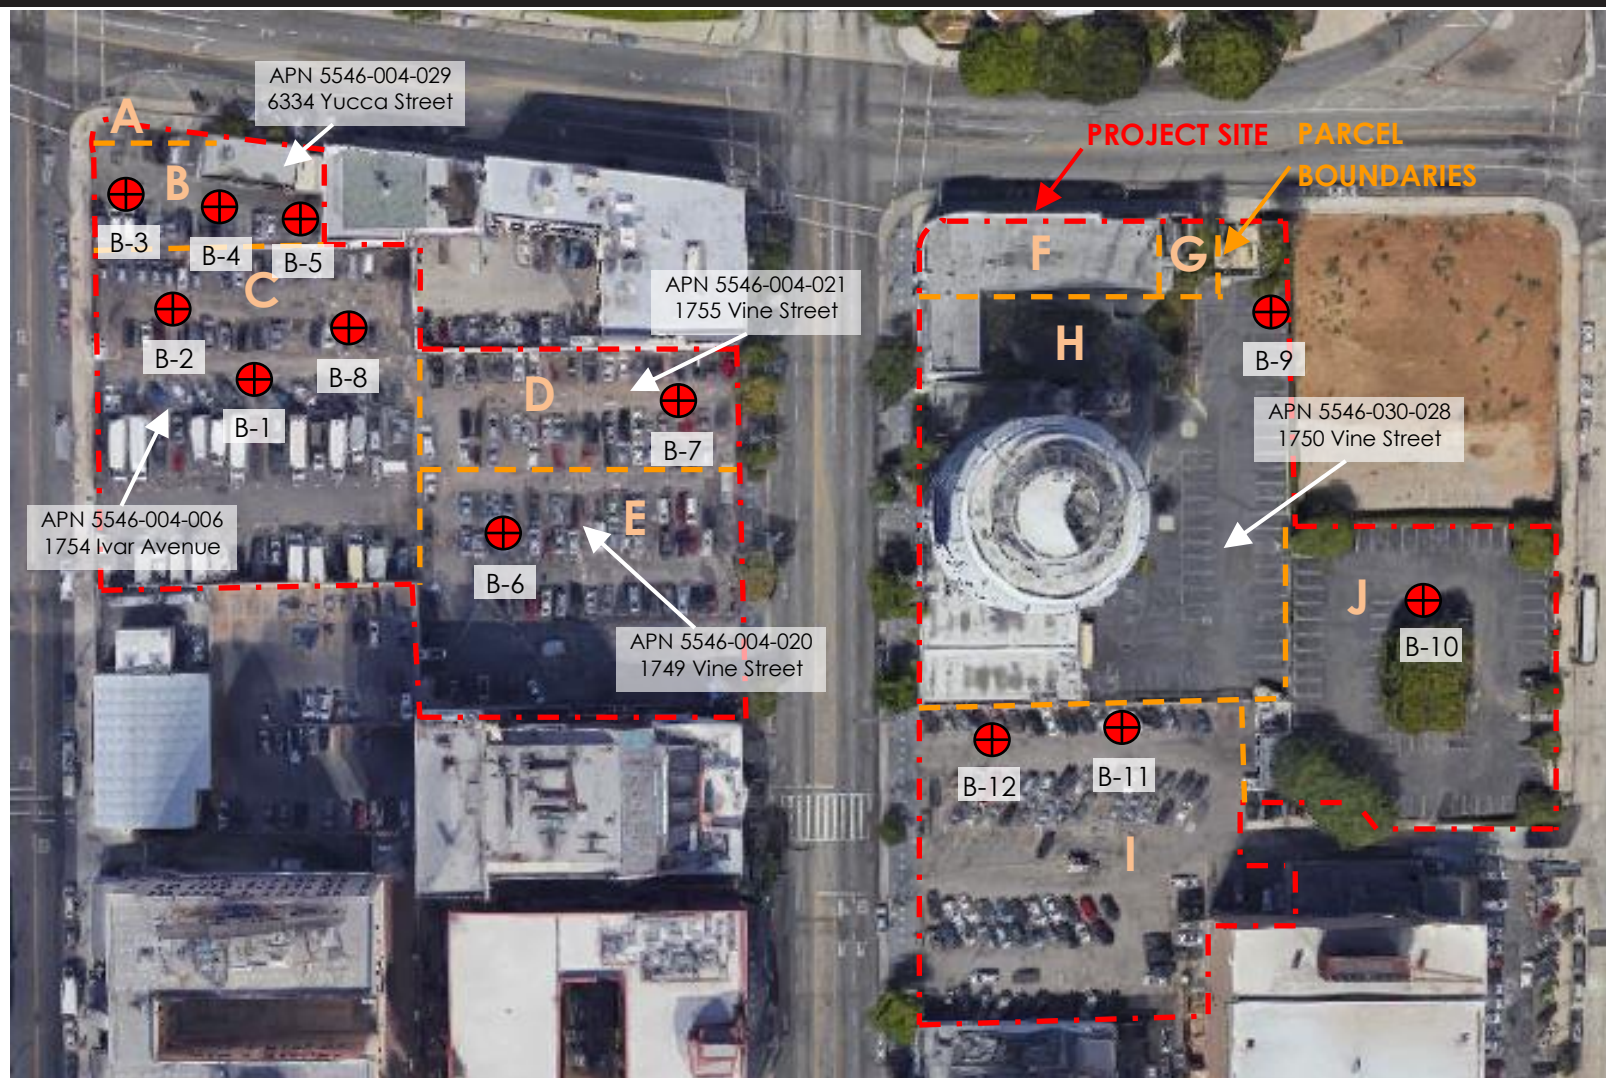 APN 5546-004-029
6334 Yucca Street
A
B
B-3
B-4
B-5
C
B-2
B-8
B-1
APN 5546-004-006
1754 Ivar Avenue
APN 5546-004-021
1755 Vine Street
D
B-7
E
B-6
APN 5546-004-020
1749 Vine Street
PROJECT SITE
PARCEL
BOUNDARIES
F
G
H
B-9
APN 5546-030-028
1750 Vine Street
J
B-10
B-12
B-11
I